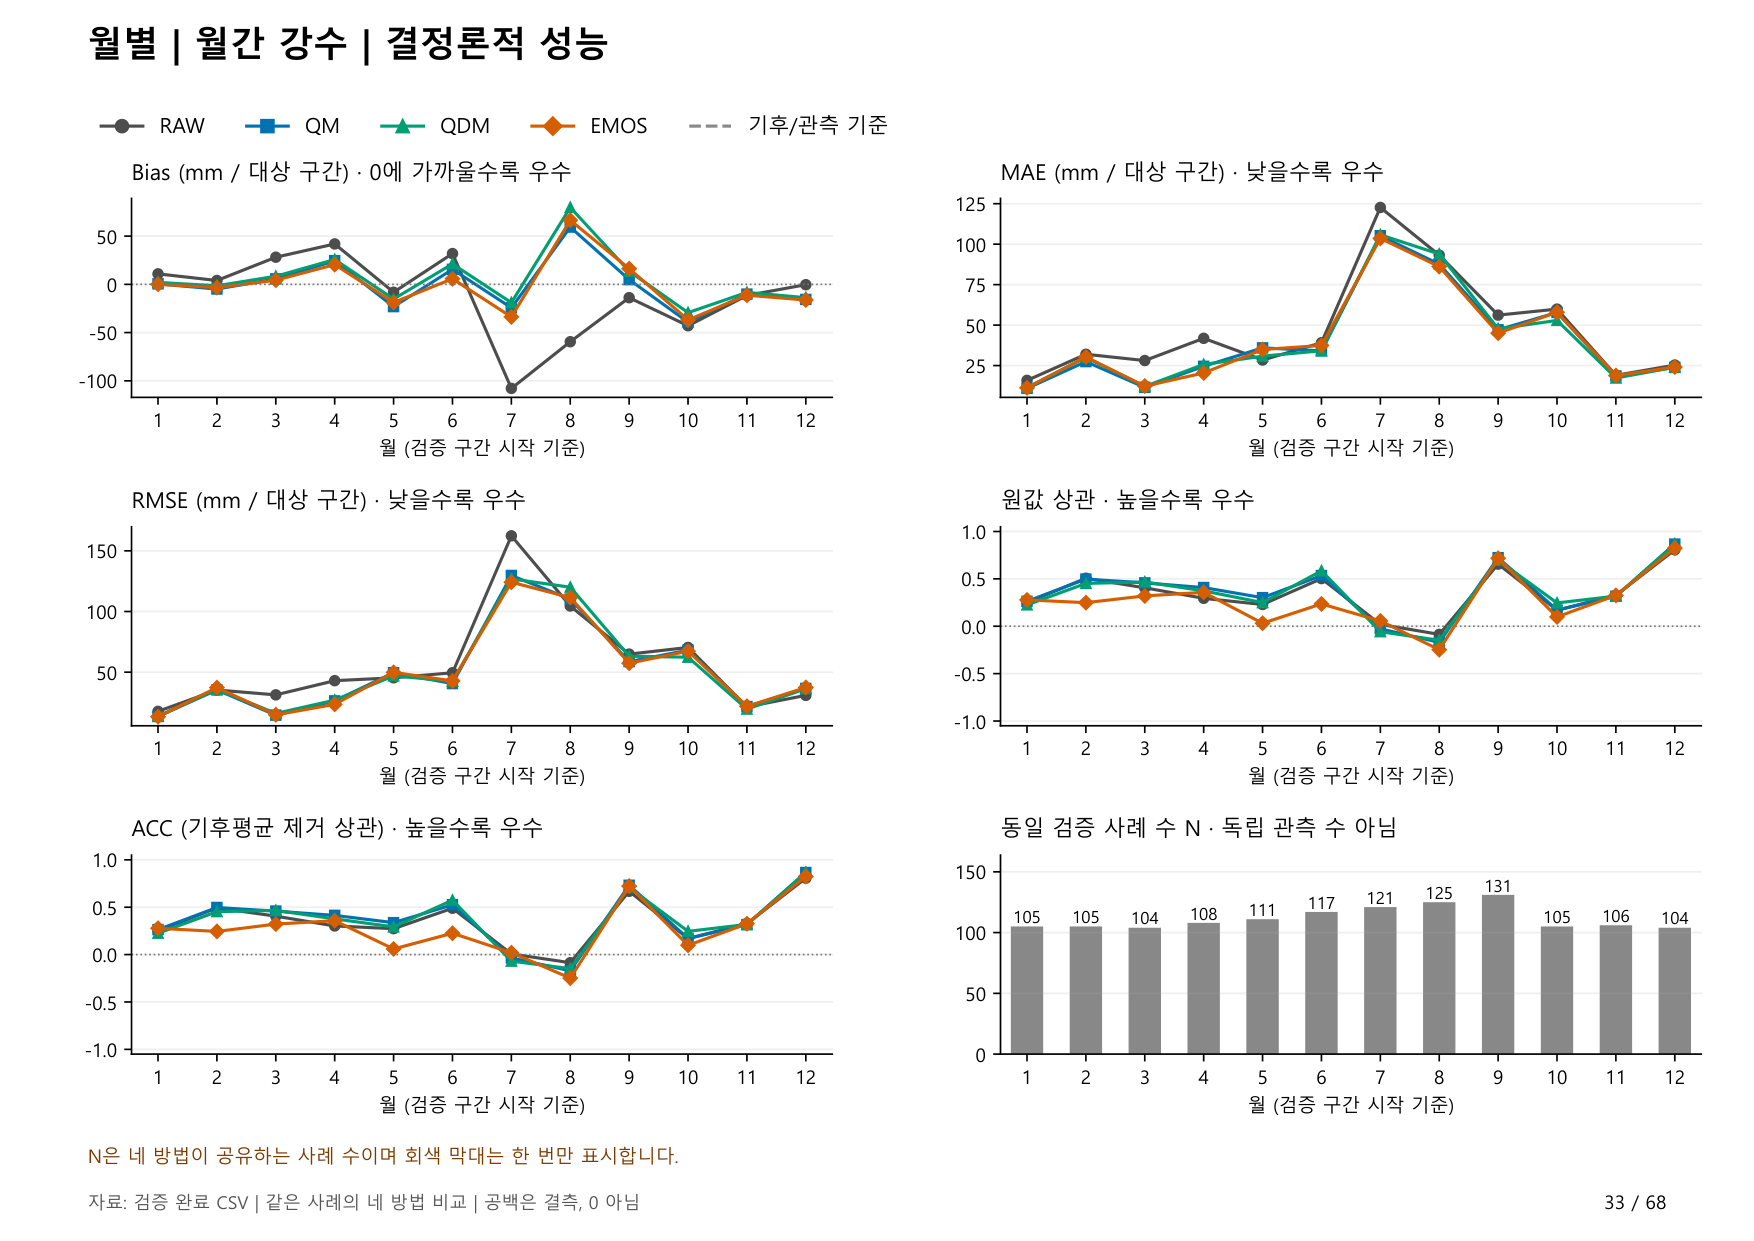 월별 | 월간 강수 | 결정론적 성능
RAW QM QDM EMOS 기후/관측 기준
Bias (mm / 대상 구간) · 0에 가까울수록 우수
50
0
-50
-100
1 2 3 4 5 6 7 8 9 10 11 12
월 (검증 구간 시작 기준)
MAE (mm / 대상 구간) · 낮을수록 우수
125
100
75
50
25
1 2 3 4 5 6 7 8 9 10 11 12
월 (검증 구간 시작 기준)
RMSE (mm / 대상 구간) · 낮을수록 우수
150
100
50
1 2 3 4 5 6 7 8 9 10 11 12
월 (검증 구간 시작 기준)
원값 상관 · 높을수록 우수
1.0
0.5
0.0
-0.5
-1.0
1 2 3 4 5 6 7 8 9 10 11 12
월 (검증 구간 시작 기준)
ACC (기후평균 제거 상관) · 높을수록 우수
1.0
0.5
0.0
-0.5
-1.0
1 2 3 4 5 6 7 8 9 10 11 12
월 (검증 구간 시작 기준)
동일 검증 사례 수 N · 독립 관측 수 아님
150
100
50
0
105 105 104 108 111 117 121 125 131 105 106 104
1 2 3 4 5 6 7 8 9 10 11 12
월 (검증 구간 시작 기준)
N은 네 방법이 공유하는 사례 수이며 회색 막대는 한 번만 표시합니다.
자료: 검증 완료 CSV | 같은 사례의 네 방법 비교 | 공백은 결측, 0 아님
33 / 68